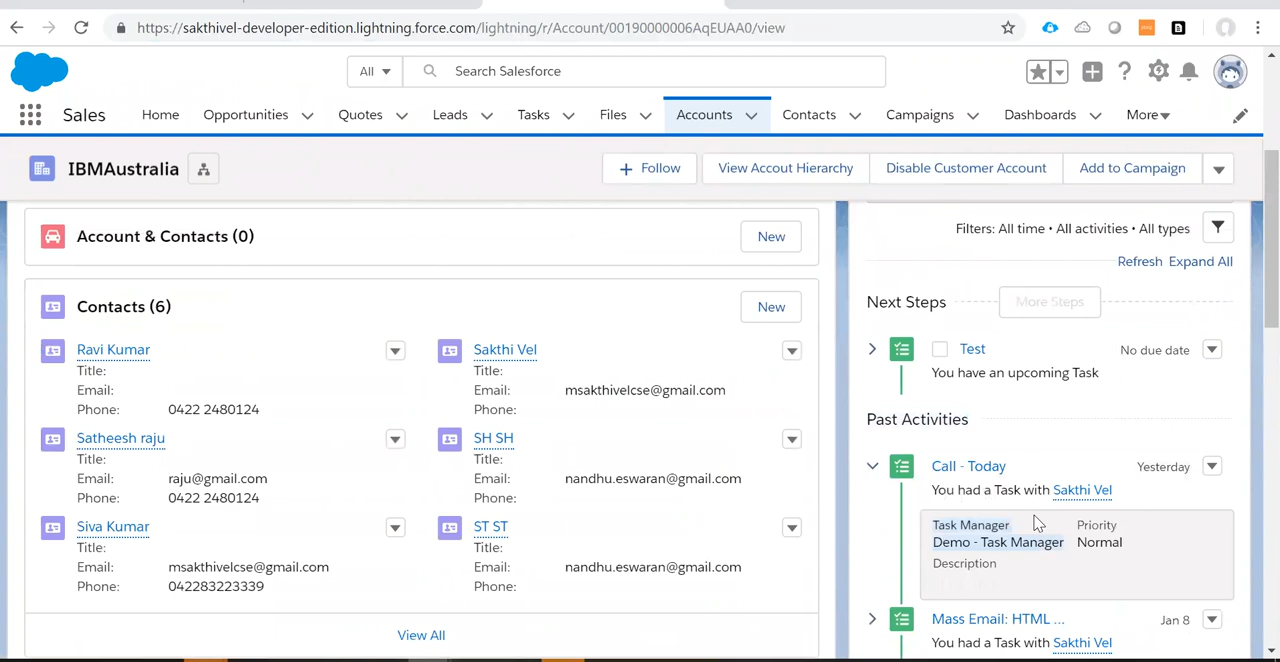 https://sakthivel-developer-edition.lightning.force.com/lightning/r/Account/00190000006AqEUAA0/view
All
Search Salesforce
Sales
Home
Opportunities
Quotes
Leads
Tasks
Files
Accounts
Contacts
Campaigns
Dashboards
More
IBMAustralia
+ Follow
View Accout Hierarchy
Disable Customer Account
Add to Campaign
Account & Contacts (0)
New
Contacts (6)
New
Ravi Kumar
Title:
Email:
Phone: 0422 2480124
Sakthi Vel
Title:
Email: msakthivelcse@gmail.com
Phone:
Satheesh raju
Title:
Email: raju@gmail.com
Phone: 0422 2480124
SH SH
Title:
Email: nandhu.eswaran@gmail.com
Phone:
Siva Kumar
Title:
Email: msakthivelcse@gmail.com
Phone: 042283223339
ST ST
Title:
Email: nandhu.eswaran@gmail.com
Phone:
View All
Filters: All time • All activities • All types
Refresh Expand All
Next Steps
More Steps
Test
No due date
You have an upcoming Task
Past Activities
Call - Today
Yesterday
You had a Task with Sakthi Vel
Task Manager
Demo - Task Manager
Priority
Normal
Description
Mass Email: HTML ...
Jan 8
You had a Task with Sakthi Vel